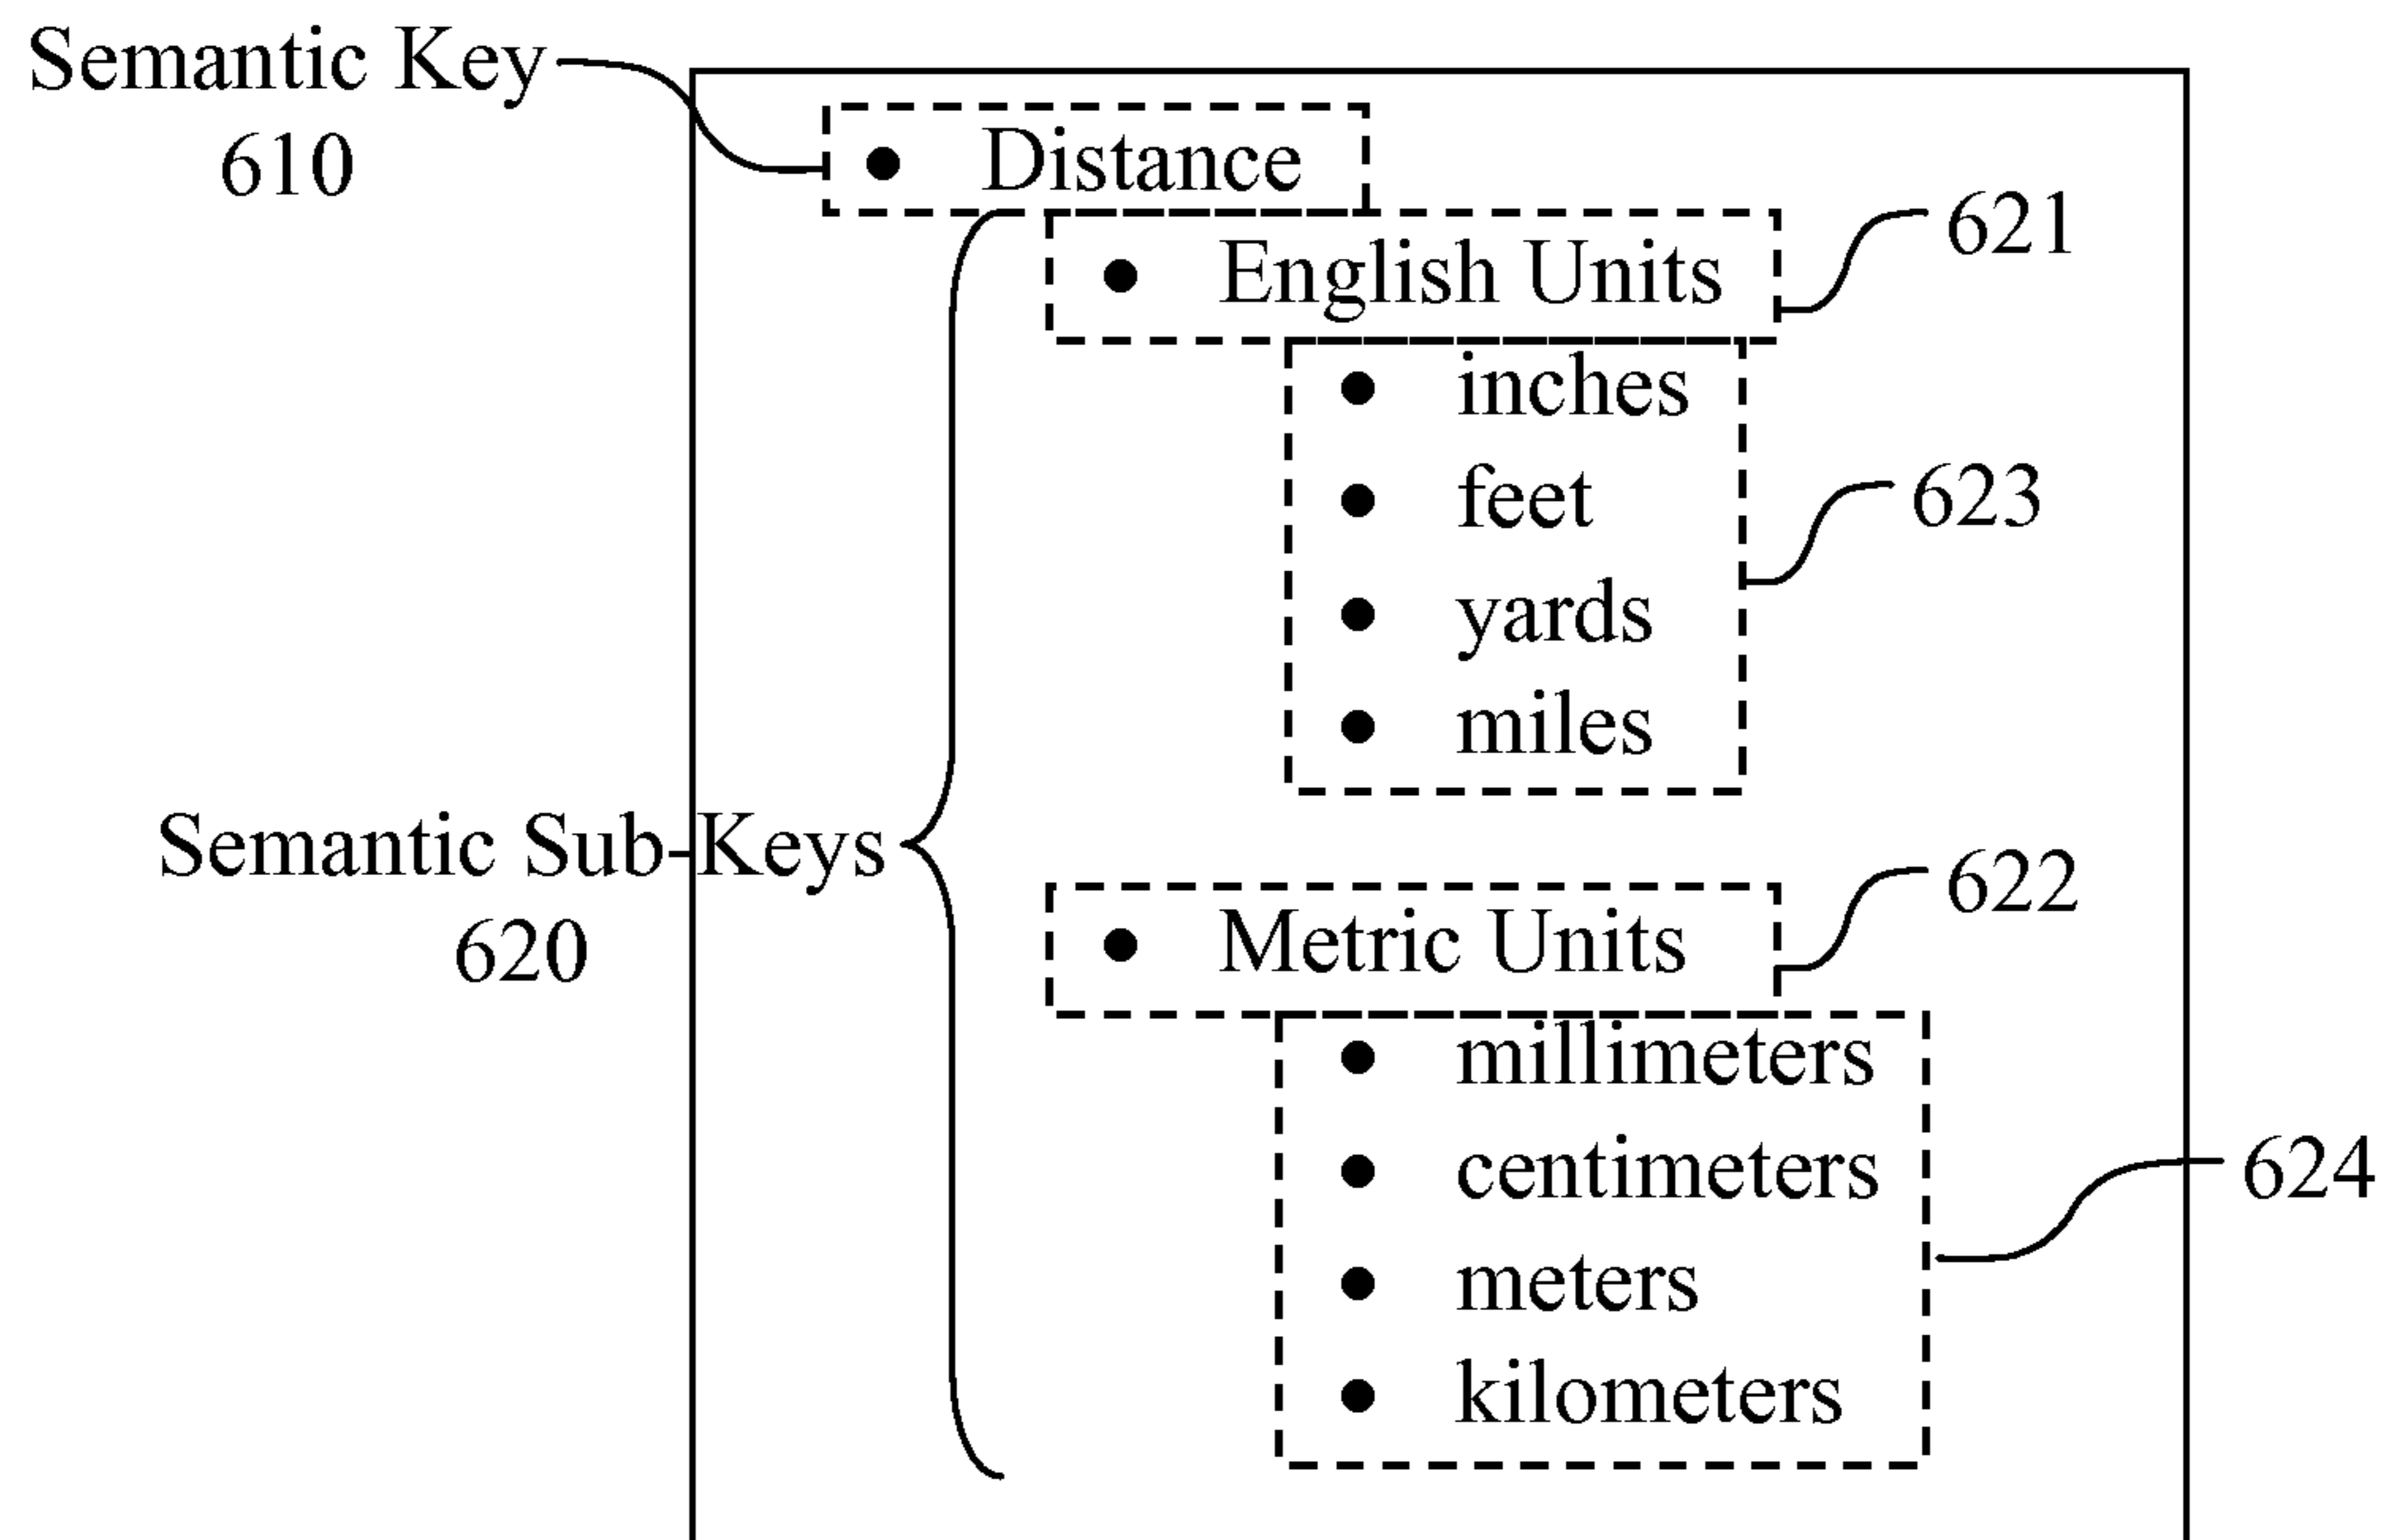 Semantic Key
610
• Distance
• English Units
621
• inches
• feet
623
• yards
• miles
Semantic Sub-Keys
620
622
• Metric Units
• millimeters
• centimeters
624
• meters
• kilometers